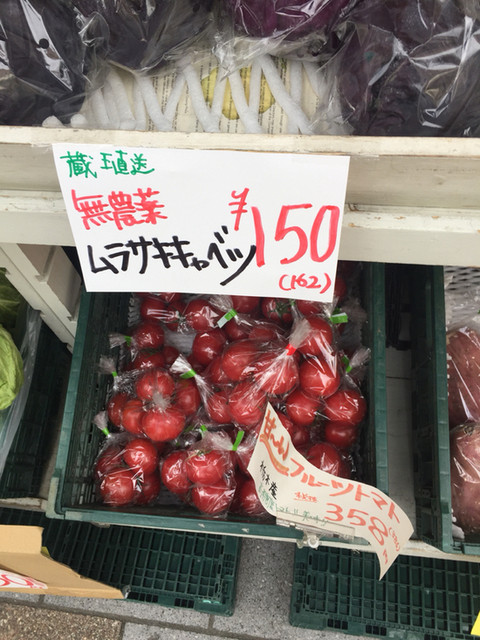 蔵王直送
無農薬
ムラサキキャベツ
¥150
(162)
フルーツトマト
358